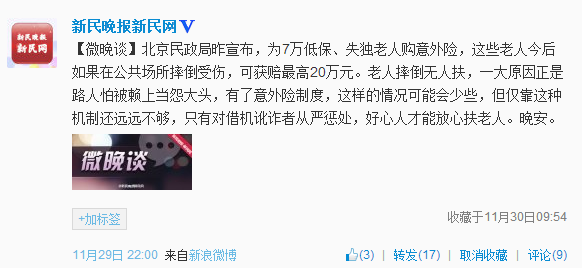 新民晚报
新民网
新民晚报新民网 V
【微晚谈】北京民政局昨宣布，为7万低保、失独老人购意外险，这些老人今后
如果在公共场所摔倒受伤，可获赔最高20万元。老人摔倒无人扶，一大原因正是
路人怕被赖上当怨大头，有了意外险制度，这样的情况可能会少些，但仅靠这种
机制还远远不够，只有对借机讹诈者从严惩处，好心人才能放心扶老人。晚安。
微晚谈
+加标签
收藏于11月30日09:54
11月29日 22:00 来自新浪微博
(3) | 转发(17) | 取消收藏 | 评论(9)